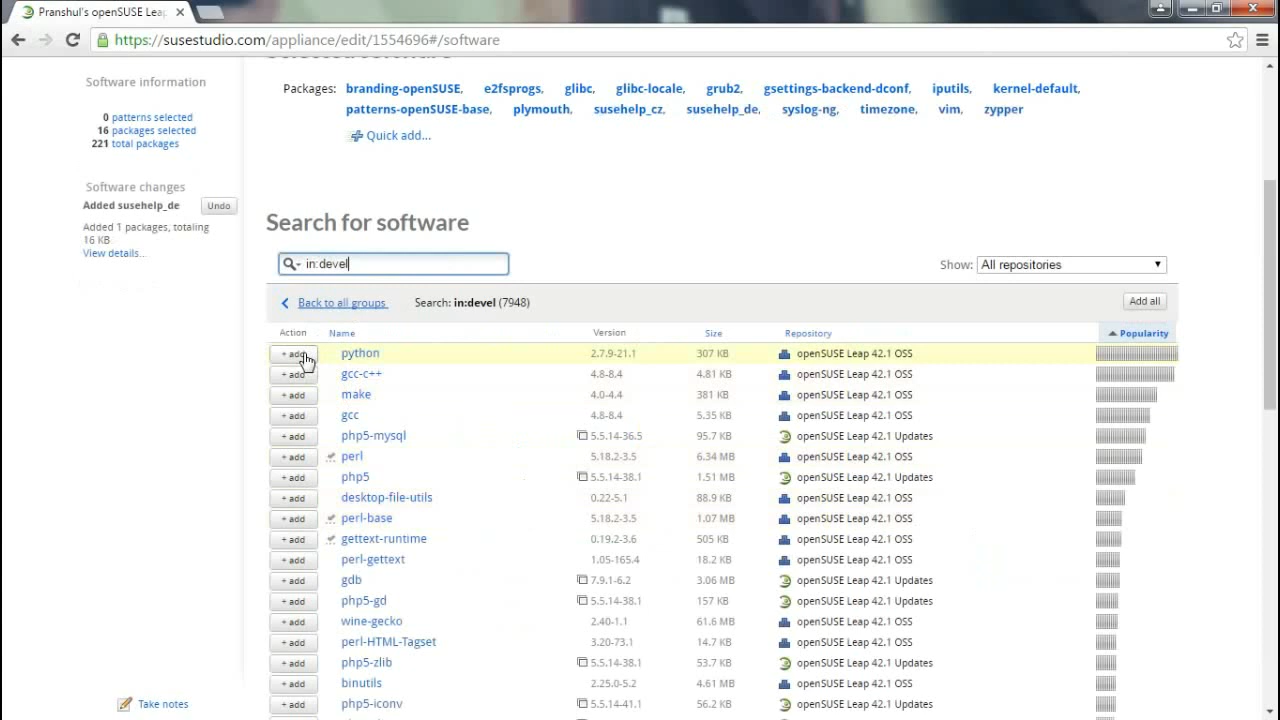 Pranshul's openSUSE Leap
https://susestudio.com/appliance/edit/1554696#/software
Software information
0 patterns selected
16 packages selected
221 total packages
Software changes
Added susehelp_de Undo
Added 1 packages, totaling
16 KB
View details...
Take notes
Selected software
Packages: branding-openSUSE, e2fsprogs, glibc, glibc-locale, grub2, gsettings-backend-dconf, iputils, kernel-default,
patterns-openSUSE-base, plymouth, susehelp_cz, susehelp_de, syslog-ng, timezone, vim, zypper
Quick add...
Search for software
in:devel
Show: All repositories
Back to all groups Search: in:devel (7948) Add all
Action Name Version Size Repository Popularity
+ add python 2.7.9-21.1 307 KB openSUSE Leap 42.1 OSS
+ add gcc-c++ 4.8-8.4 4.81 KB openSUSE Leap 42.1 OSS
+ add make 4.0-4.4 381 KB openSUSE Leap 42.1 OSS
+ add gcc 4.8-8.4 5.35 KB openSUSE Leap 42.1 OSS
+ add php5-mysql 5.5.14-36.5 95.7 KB openSUSE Leap 42.1 Updates
+ add perl 5.18.2-3.5 6.34 MB openSUSE Leap 42.1 OSS
+ add php5 5.5.14-38.1 1.51 MB openSUSE Leap 42.1 Updates
+ add desktop-file-utils 0.22-5.1 88.9 KB openSUSE Leap 42.1 OSS
+ add perl-base 5.18.2-3.5 1.07 MB openSUSE Leap 42.1 OSS
+ add gettext-runtime 0.19.2-3.6 505 KB openSUSE Leap 42.1 OSS
+ add perl-gettext 1.05-165.4 18.2 KB openSUSE Leap 42.1 OSS
+ add gdb 7.9.1-6.2 3.06 MB openSUSE Leap 42.1 Updates
+ add php5-gd 5.5.14-38.1 157 KB openSUSE Leap 42.1 Updates
+ add wine-gecko 2.40-1.1 61.6 MB openSUSE Leap 42.1 OSS
+ add perl-HTML-Tagset 3.20-73.1 14.7 KB openSUSE Leap 42.1 OSS
+ add php5-zlib 5.5.14-38.1 53.7 KB openSUSE Leap 42.1 Updates
+ add binutils 2.25.0-5.2 4.61 MB openSUSE Leap 42.1 OSS
+ add php5-iconv 5.5.14-41.1 56.2 KB openSUSE Leap 42.1 Updates